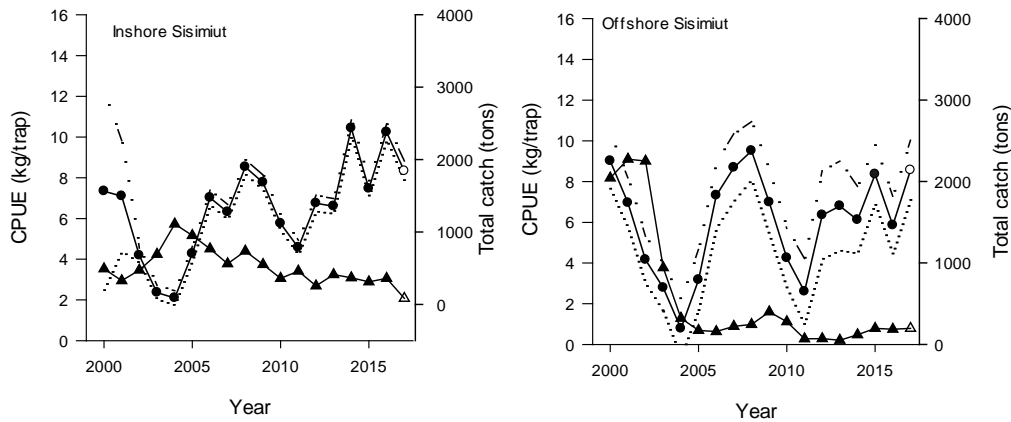 Inshore Sisimiut
CPUE (kg/trap)
16
14
12
10
8
6
4
2
0
4000
3000
2000
1000
0
Total catch (tons)
2000 2005 2010 2015
Year
Offshore Sisimiut
CPUE (kg/trap)
16
14
12
10
8
6
4
2
0
4000
3000
2000
1000
0
Total catch (tons)
2000 2005 2010 2015
Year